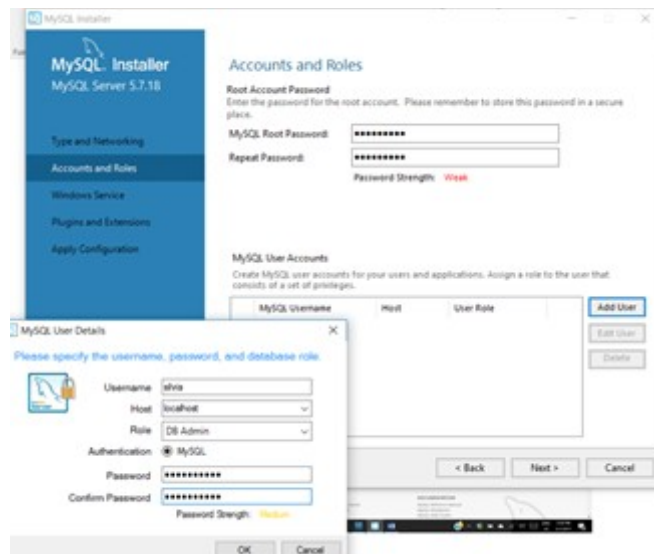 MySQL Installer
MySQL. Installer
MySQL Server 5.7.18
Type and Networking
Accounts and Roles
Windows Service
Plugins and Extensions
Apply Configuration
Accounts and Roles
Root Account Password
Enter the password for the root account. Please remember to store this password in a secure
place.
MySQL Root Password:
Repeat Password:
Password Strength: Weak
MySQL User Accounts
Create MySQL user accounts for your users and applications. Assign a role to the user that
consists of a set of privileges.
MySQL Username Host User Role
Add User
Edit User
Delete
< Back Next > Cancel
MySQL User Details
Please specify the username, password, and database role.
Username
Host localhost
Role DB Admin
Authentication MySQL
Password
Confirm Password
Password Strength: Medium
OK Cancel